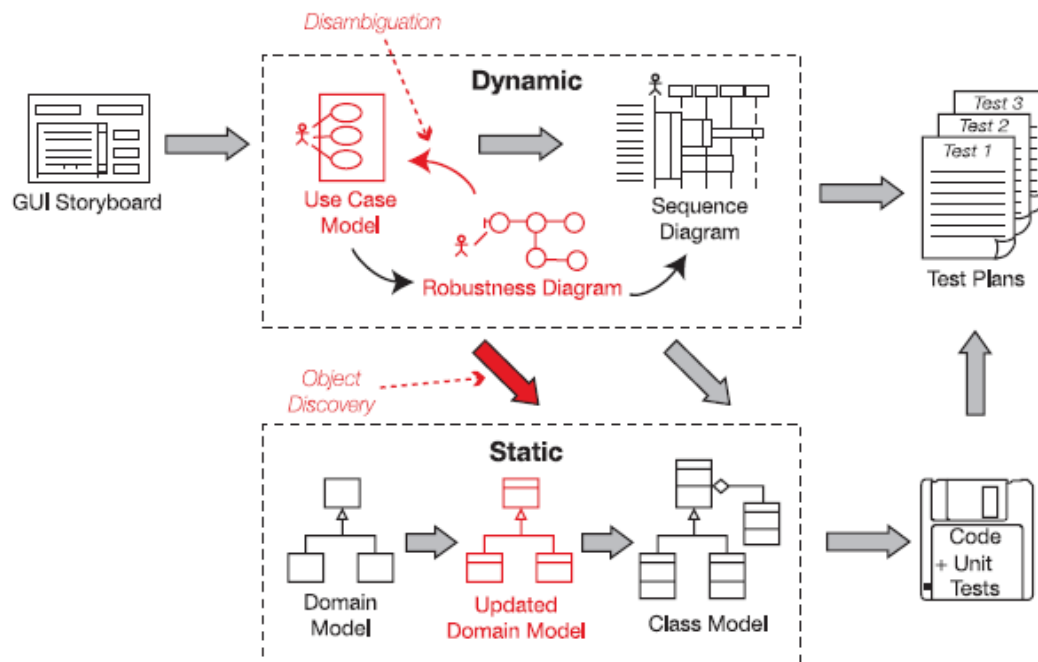 Disambiguation
Dynamic
Test 3
Test 2
Test 1
GUI Storyboard
Use Case
Model
Sequence
Diagram
Robustness Diagram
Test Plans
Object
Discovery
Static
Code
+ Unit
Tests
Domain
Model
Updated
Domain Model
Class Model